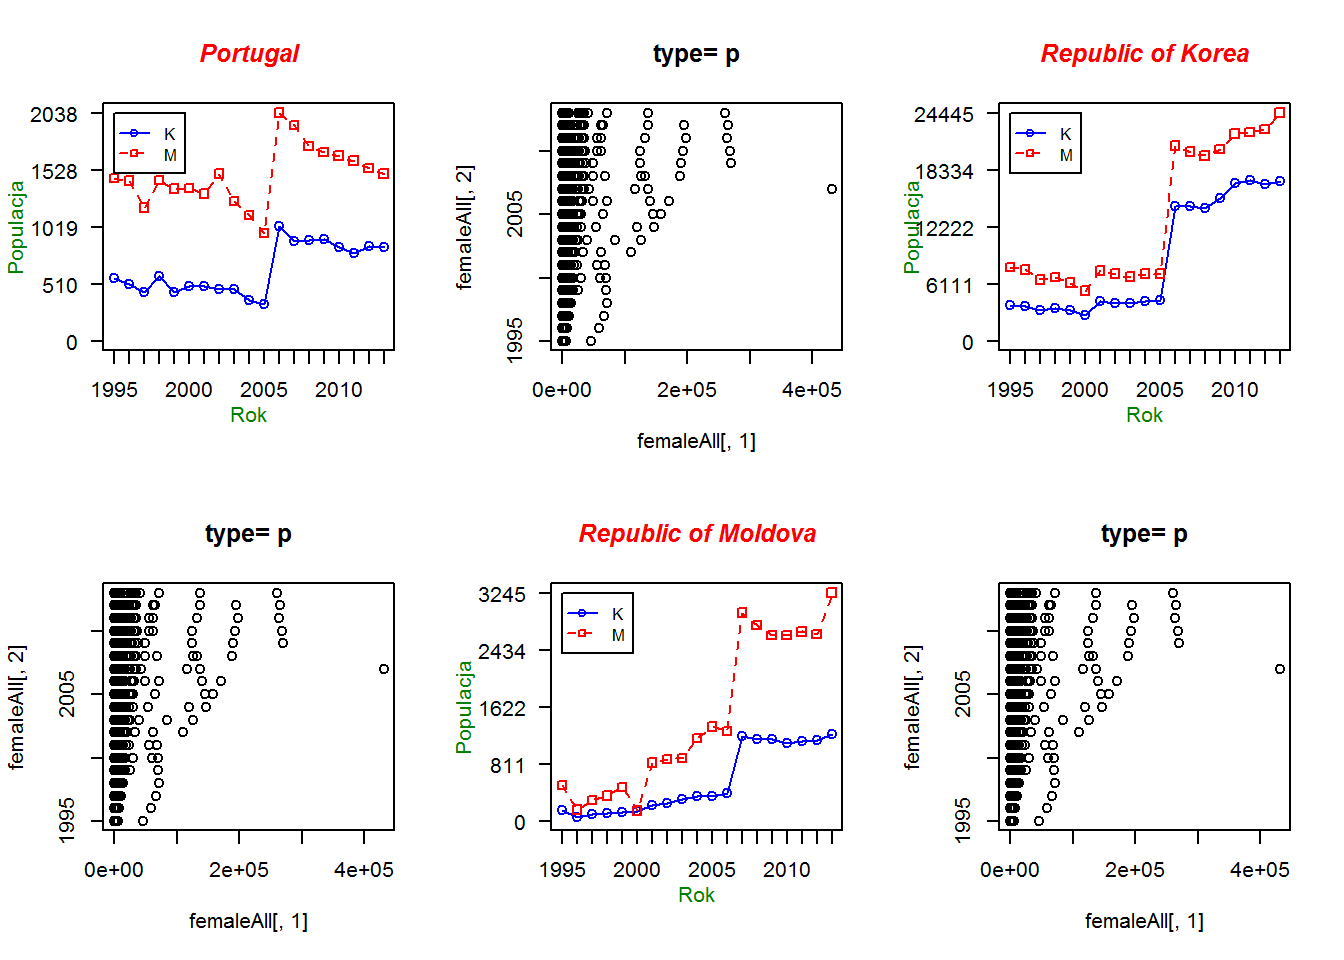 Portugal
Populacja
2038
1528
1019
510
0
K
M
1995 2000 2005 2010
Rok
type= p
femaleAll[, 2]
1995 2005
0e+00 2e+05 4e+05
femaleAll[, 1]
Republic of Korea
Populacja
24445
18334
12222
6111
0
K
M
1995 2000 2005 2010
Rok
type= p
femaleAll[, 2]
1995 2005
0e+00 2e+05 4e+05
femaleAll[, 1]
Republic of Moldova
Populacja
3245
2434
1622
811
0
K
M
1995 2000 2005 2010
Rok
type= p
femaleAll[, 2]
1995 2005
0e+00 2e+05 4e+05
femaleAll[, 1]